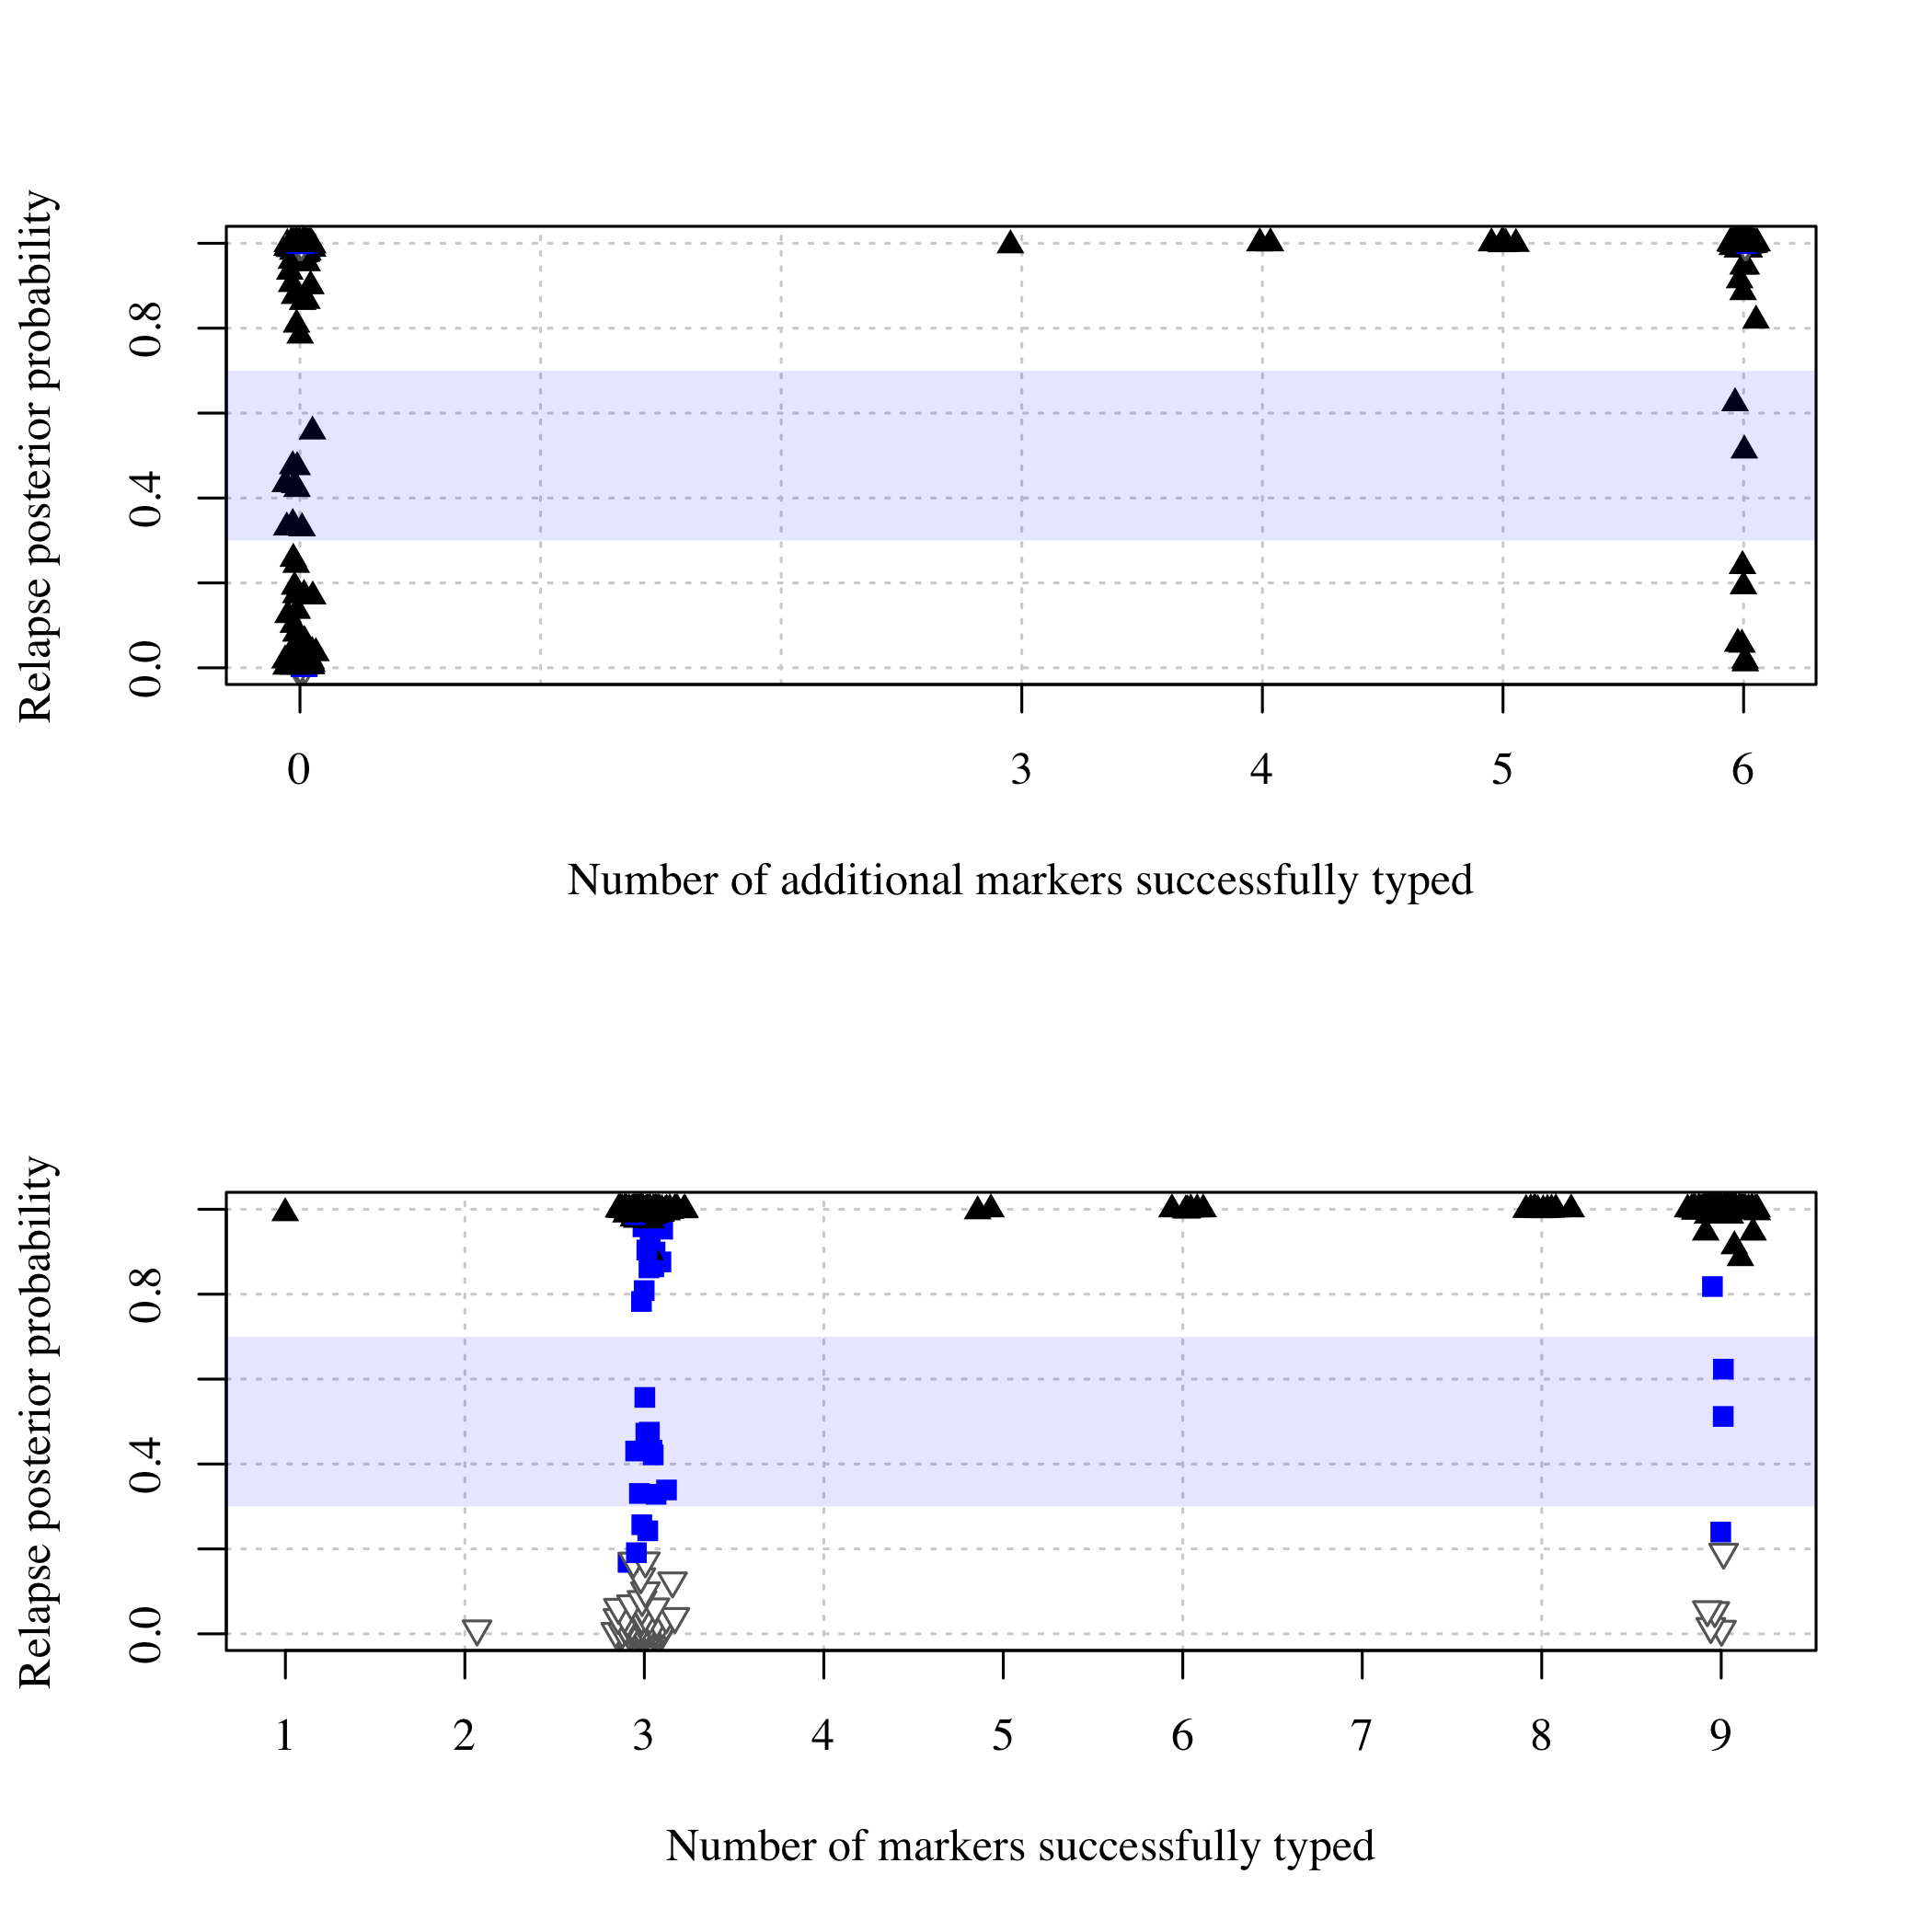 Relapse posterior probability
0.8
0.4
0.0
0 3 4 5 6
Number of additional markers successfully typed
Relapse posterior probability
0.8
0.4
0.0
1 2 3 4 5 6 7 8 9
Number of markers successfully typed